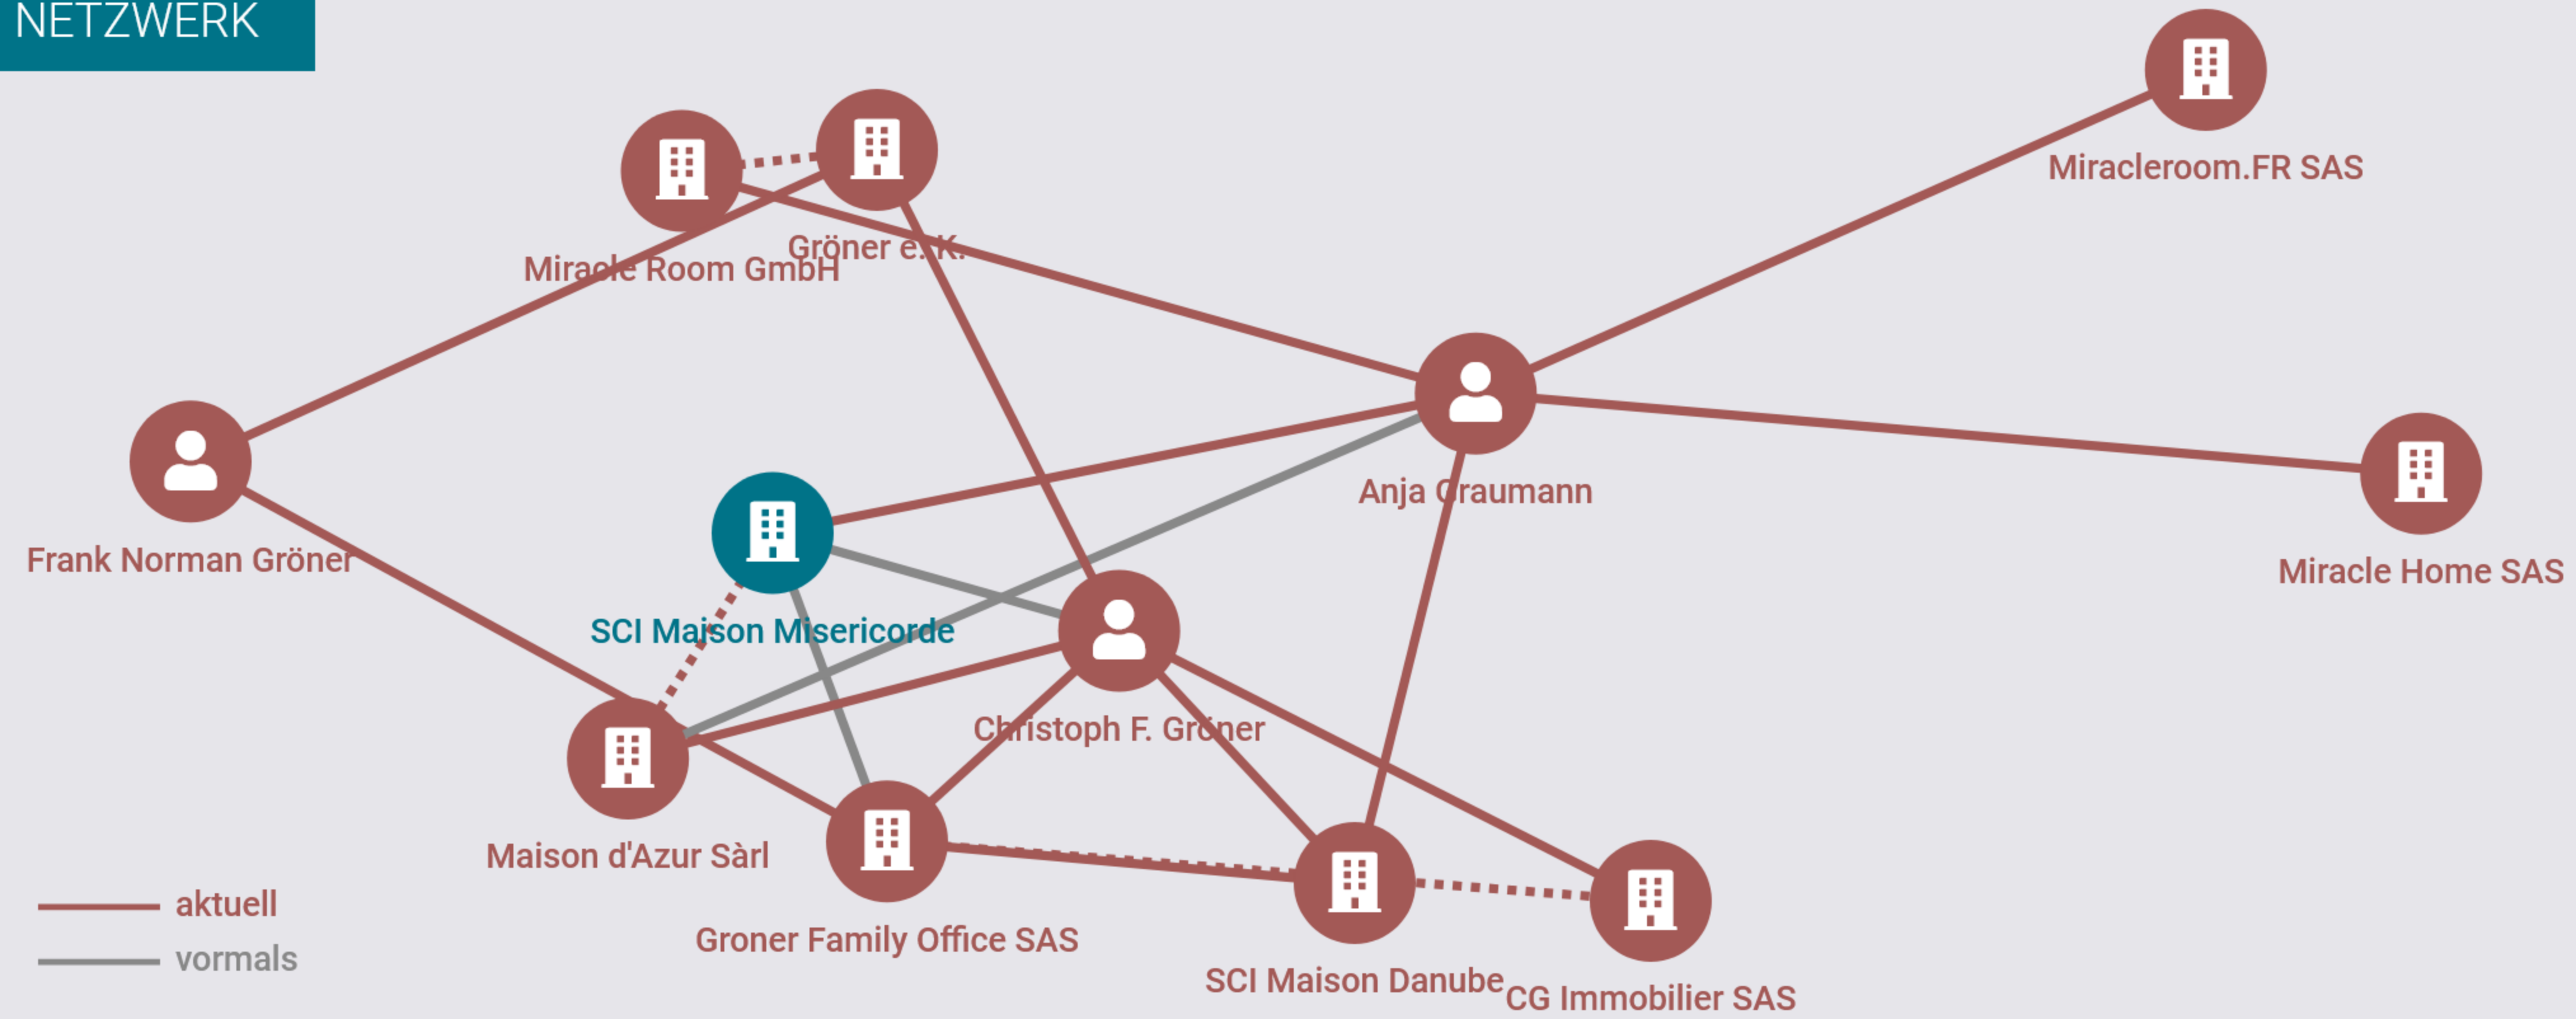 NETZWERK
Miracleroom.FR SAS
Gröner e. K.
Miracle Room GmbH
Anja Graumann
Frank Norman Gröner
Miracle Home SAS
SCI Maison Misericorde
Christoph F. Gröner
Maison d'Azur Sàrl
aktuell
Groner Family Office SAS
vormals
SCI Maison Danube
CG Immobilier SAS